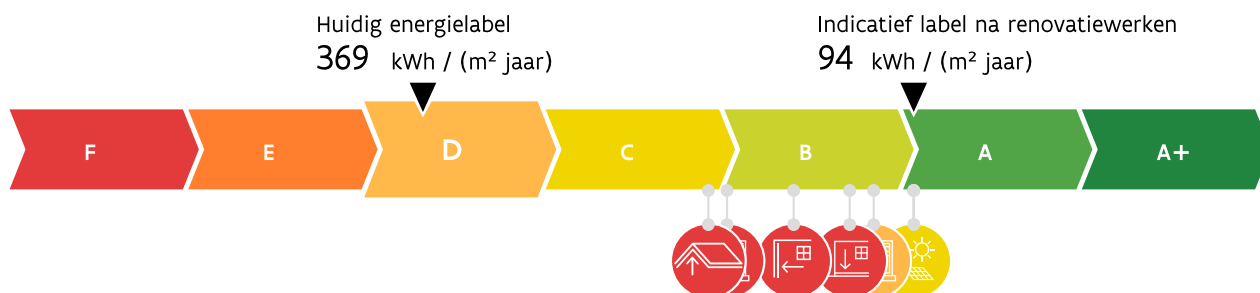 Huidig energielabel
369 kWh / (m² jaar)
Indicatief label na renovatiewerken
94 kWh / (m² jaar)
F E D C B A A+